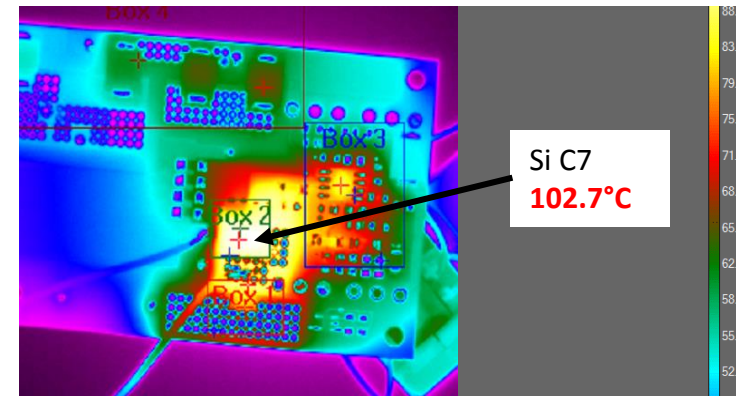 Box 4
88.
83.
79.
Box 3
75.
71.
Si C7
102.7°C
68.
Box 2
65.
62.
Box 1
58.
55.
52.